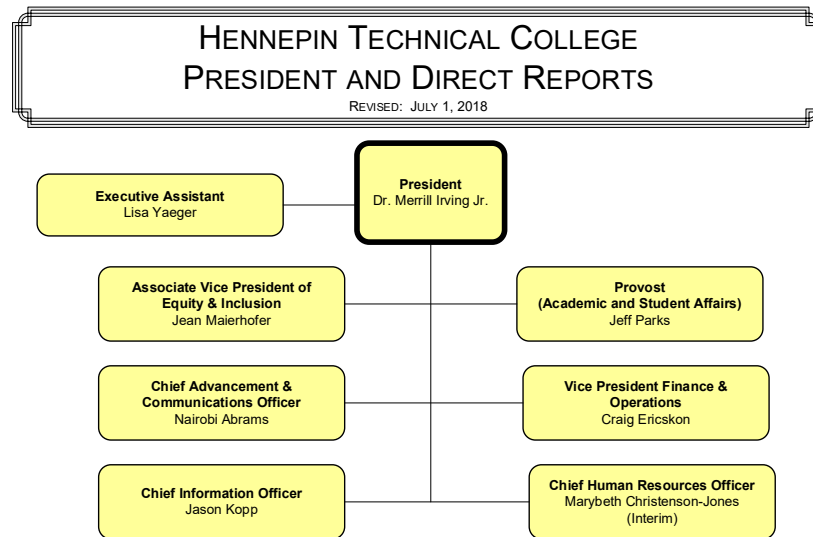 HENNEPIN TECHNICAL COLLEGE
PRESIDENT AND DIRECT REPORTS
REVISED: JULY 1, 2018
President
Dr. Merrill Irving Jr.
Executive Assistant
Lisa Yaeger
Associate Vice President of
Equity & Inclusion
Jean Maierhofer
Provost
(Academic and Student Affairs)
Jeff Parks
Chief Advancement &
Communications Officer
Nairobi Abrams
Vice President Finance &
Operations
Craig Ericskon
Chief Information Officer
Jason Kopp
Chief Human Resources Officer
Marybeth Christenson-Jones
(Interim)